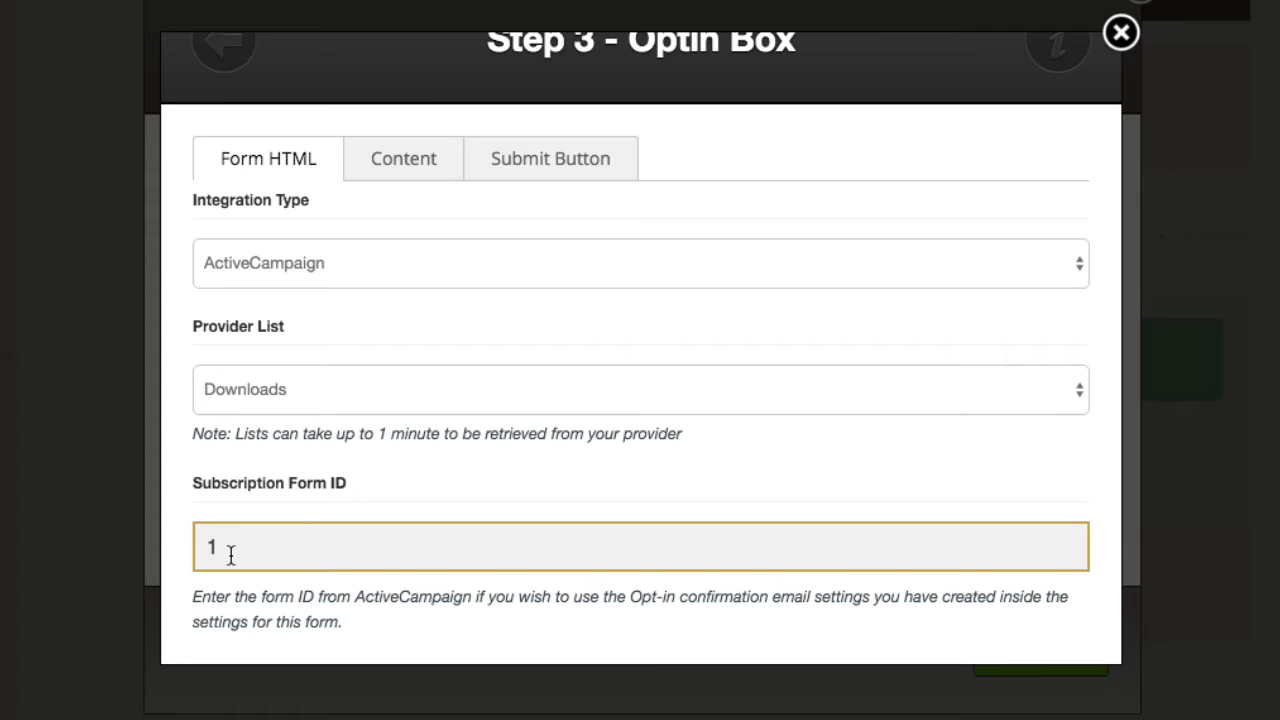 Step 3 - Optin Box
Form HTML
Content
Submit Button
Integration Type
ActiveCampaign
Provider List
Downloads
Note: Lists can take up to 1 minute to be retrieved from your provider
Subscription Form ID
1
Enter the form ID from ActiveCampaign if you wish to use the Opt-in confirmation email settings you have created inside the
settings for this form.